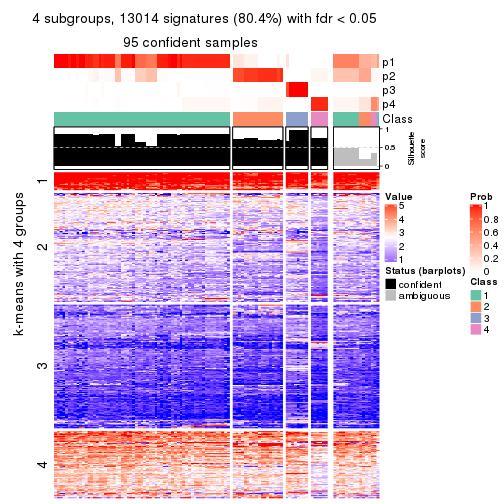 4 subgroups, 13014 signatures (80.4%) with fdr < 0.05
95 confident samples
p1
p2
p3
p4
Class
1
0.5
0
Silhouette
score
k-means with 4 groups
1
2
3
4
Value
5
4
3
2
1
Status (barplots)
confident
ambiguous
Prob
1
0.8
0.6
0.4
0.2
0
Class
1
2
3
4